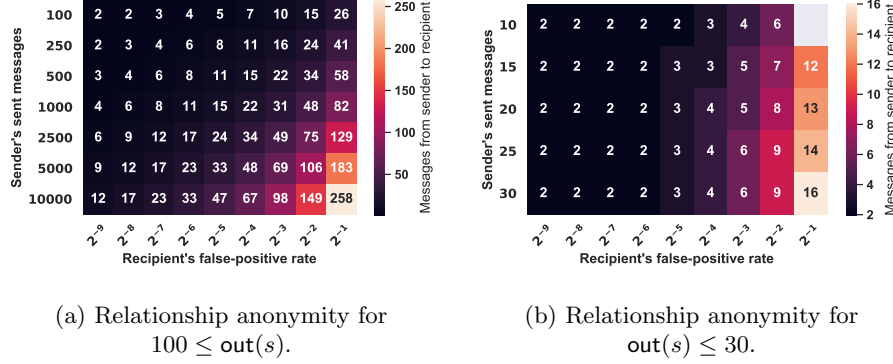 100 2 2 3 4 5 7 10 15 26
250 2 3 4 6 8 11 16 24 41
500 3 4 6 8 11 15 22 34 58
1000 4 6 8 11 15 22 31 48 82
2500 6 9 12 17 24 34 49 75 129
5000 9 12 17 23 33 48 69 106 183
10000 12 17 23 33 47 67 98 149 258
2⁻⁹ 2⁻⁸ 2⁻⁷ 2⁻⁶ 2⁻⁵ 2⁻⁴ 2⁻³ 2⁻² 2⁻¹
Recipient's false-positive rate
Sender's sent messages
250
200
150
100
50
Messages from sender to recipient
(a) Relationship anonymity for
100 ≤ out(s).
10 2 2 2 2 2 3 4 6
15 2 2 2 2 3 3 5 7 12
20 2 2 2 2 3 4 5 8 13
25 2 2 2 2 3 4 6 9 14
30 2 2 2 2 3 4 6 9 16
2⁻⁹ 2⁻⁸ 2⁻⁷ 2⁻⁶ 2⁻⁵ 2⁻⁴ 2⁻³ 2⁻² 2⁻¹
Recipient's false-positive rate
Sender's sent messages
16
14
12
10
8
6
4
2
Messages from sender to recipient
(b) Relationship anonymity for
out(s) ≤ 30.